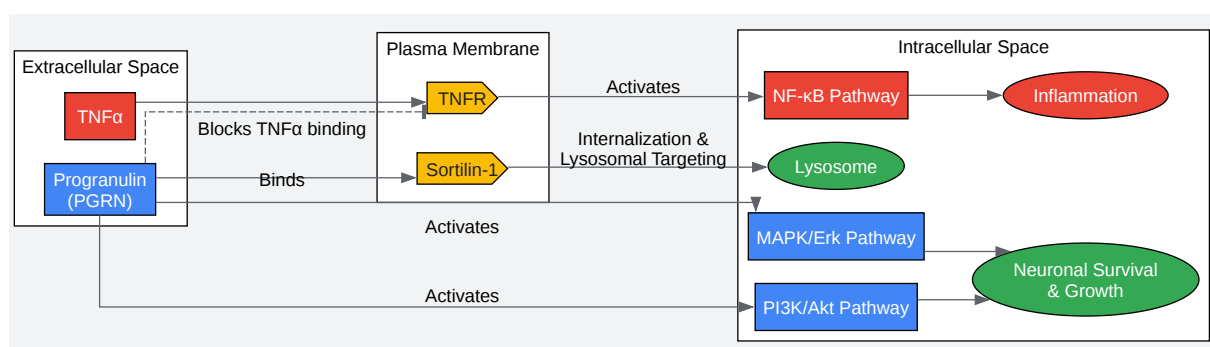 Extracellular Space
TNFα
Progranulin
(PGRN)
Blocks TNFα binding
Binds
Plasma Membrane
TNFR
Sortilin-1
Activates
Internalization &
Lysosomal Targeting
Activates
Activates
Intracellular Space
NF-κB Pathway
Inflammation
Lysosome
MAPK/Erk Pathway
Neuronal Survival
& Growth
PI3K/Akt Pathway